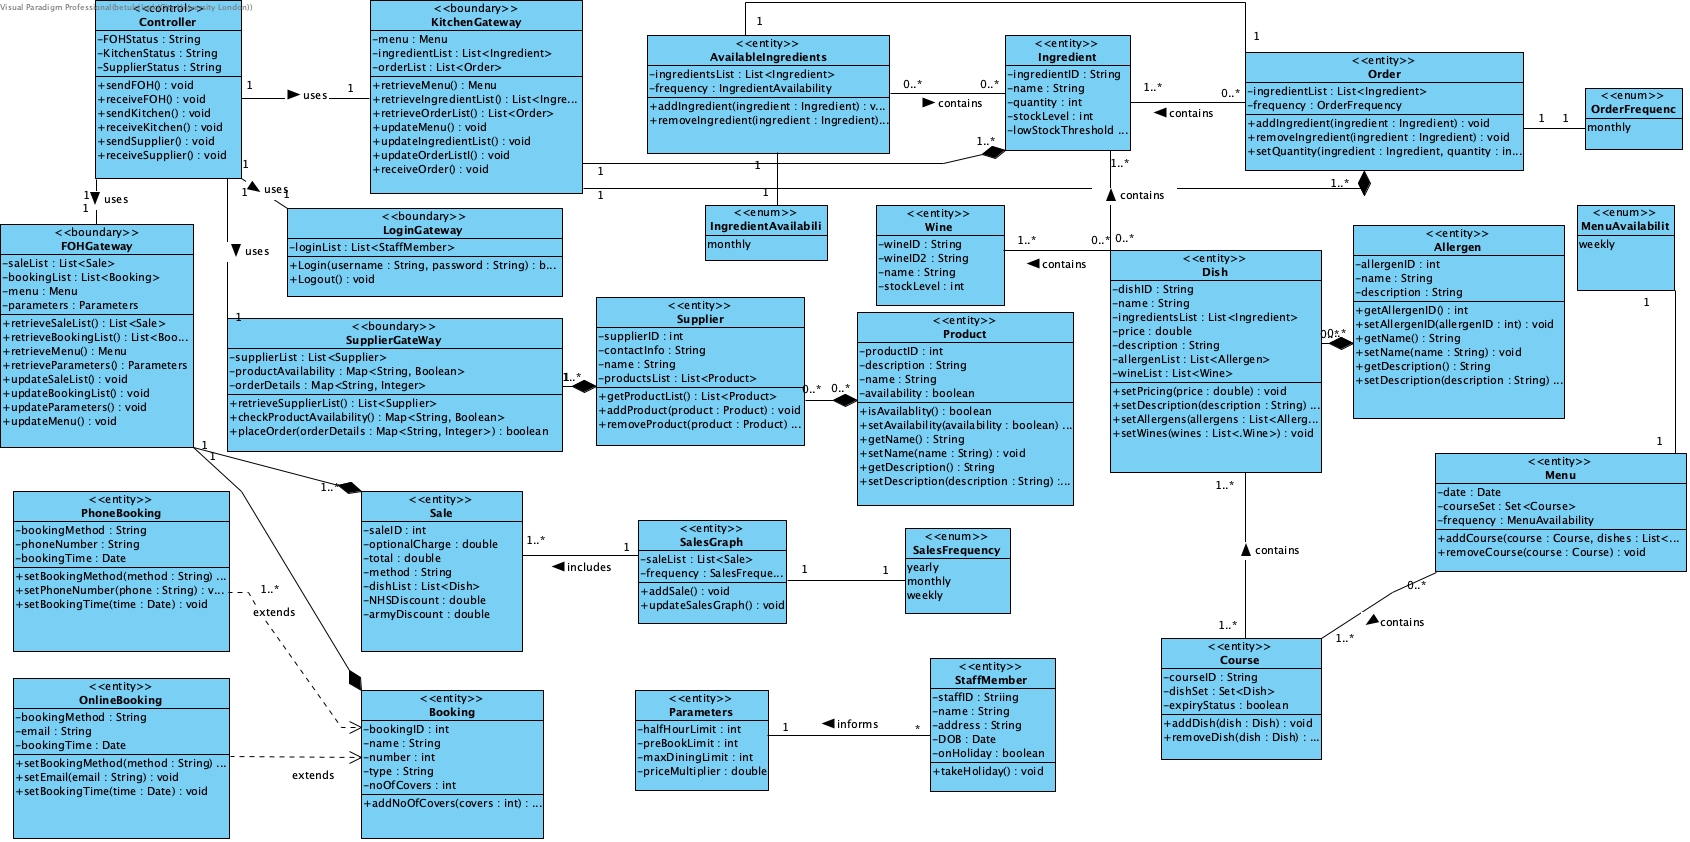 Visual Paradigm Professional(betul
University London))
<<control>>
Controller
-FOHStatus : String
-KitchenStatus : String
-SupplierStatus : String
+sendFOH() : void
+receiveFOH() : void
+sendKitchen() : void
+receiveKitchen() : void
+sendSupplier() : void
+receiveSupplier() : void
1
uses
1
<<boundary>>
KitchenGateway
-menu : Menu
-ingredientList : List<Ingredient>
-orderList : List<Order>
+retrieveMenu() : Menu
+retrieveIngredientList() : List<Ingre...
+retrieveOrderList() : List<Order>
+updateMenu() : void
+updateIngredientList() : void
+updateOrderListI() : void
+receiveOrder() : void
1
1
<<entity>>
AvailableIngredients
-ingredientsList : List<Ingredient>
-frequency : IngredientAvailability
+addIngredient(ingredient : Ingredient) : v...
+removeIngredient(ingredient : Ingredient)...
0..*
0..*
contains
<<entity>>
Ingredient
-ingredientID : String
-name : String
-quantity : int
-stockLevel : int
-lowStockThreshold ...
1..*
0..*
contains
<<entity>>
Order
-ingredientList : List<Ingredient>
-frequency : OrderFrequency
+addIngredient(ingredient : Ingredient) : void
+removeIngredient(ingredient : Ingredient) : void
+setQuantity(ingredient : Ingredient, quantity : in...
1
1
<<enum>>
OrderFrequenc
monthly
1..*
1
1
1..*
1
1
1..*
contains
1
uses
1
1
1
uses
1
uses
1
<<boundary>>
FOHGateway
-saleList : List<Sale>
-bookingList : List<Booking>
-menu : Menu
-parameters : Parameters
+retrieveSaleList() : List<Sale>
+retrieveBookingList() : List<Boo...
+retrieveMenu() : Menu
+retrieveParameters() : Parameters
+updateSaleList() : void
+updateBookingList() : void
+updateParameters() : void
+updateMenu() : void
<<boundary>>
LoginGateway
-loginList : List<StaffMember>
+Login(username : String, password : String) : b...
+Logout() : void
<<enum>>
IngredientAvailabili
monthly
<<entity>>
Wine
-wineID : String
-wineID2 : String
-name : String
-stockLevel : int
1..*
0..*
0..*
contains
<<entity>>
Dish
-dishID : String
-name : String
-ingredientsList : List<Ingredient>
-price : double
-description : String
-allergenList : List<Allergen>
-wineList : List<Wine>
+setPricing(price : double) : void
+setDescription(description : String) ...
+setAllergens(allergens : List<Allerg...
+setWines(wines : List<.Wine>) : void
<<entity>>
Allergen
-allergenID : int
-name : String
-description : String
+getAllergenID() : int
+setAllergenID(allergenID : int) : void
+getName() : String
+setName(name : String) : void
+getDescription() : String
+setDescription(description : String) ...
<<enum>>
MenuAvailabilit
weekly
1
1
<<boundary>>
SupplierGateWay
-supplierList : List<Supplier>
-productAvailability : Map<String, Boolean>
-orderDetails : Map<String, Integer>
+retrieveSupplierList() : List<Supplier>
+checkProductAvailability() : Map<String, Boolean>
+placeOrder(orderDetails : Map<String, Integer>) : boolean
1..*
<<entity>>
Supplier
-supplierID : int
-contactInfo : String
-name : String
-productsList : List<Product>
+getProductList() : List<Product>
+addProduct(product : Product) : void
+removeProduct(product : Product) ...
0..*
0..*
<<entity>>
Product
-productID : int
-description : String
-name : String
-availability : boolean
+isAvailablity() : boolean
+setAvailability(availability : boolean) ...
+getName() : String
+setName(name : String) : void
+getDescription() : String
+setDescription(description : String) :...
1
1
1..*
<<entity>>
PhoneBooking
-bookingMethod : String
-phoneNumber : String
-bookingTime : Date
+setBookingMethod(method : String) ...
+setPhoneNumber(phone : String) : v...
+setBookingTime(time : Date) : void
1..*
extends
<<entity>>
Sale
-saleID : int
-optionalCharge : double
-total : double
-method : String
-dishList : List<Dish>
-NHSDiscount : double
-armyDiscount : double
1..*
1
includes
<<entity>>
SalesGraph
-saleList : List<Sale>
-frequency : SalesFreque...
+addSale() : void
+updateSalesGraph() : void
1
1
<<enum>>
SalesFrequency
yearly
monthly
weekly
1..*
contains
1..*
<<entity>>
Menu
-date : Date
-courseSet : Set<Course>
-frequency : MenuAvailability
+addCourse(course : Course, dishes : List<...
+removeCourse(course : Course) : void
0..*
contains
1..*
<<entity>>
Course
-courseID : String
-dishSet : Set<Dish>
-expiryStatus : boolean
+addDish(dish : Dish) : void
+removeDish(dish : Dish) : ...
<<entity>>
OnlineBooking
-bookingMethod : String
-email : String
-bookingTime : Date
+setBookingMethod(method : String) ...
+setEmail(email : String) : void
+setBookingTime(time : Date) : void
extends
<<entity>>
Booking
-bookingID : int
-name : String
-number : int
-type : String
-noOfCovers : int
+addNoOfCovers(covers : int) : ...
<<entity>>
Parameters
-halfHourLimit : int
-preBookLimit : int
-maxDiningLimit : int
-priceMultiplier : double
1
informs
*
<<entity>>
StaffMember
-staffID : Striing
-name : String
-address : String
-DOB : Date
-onHoliday : boolean
+takeHoliday() : void